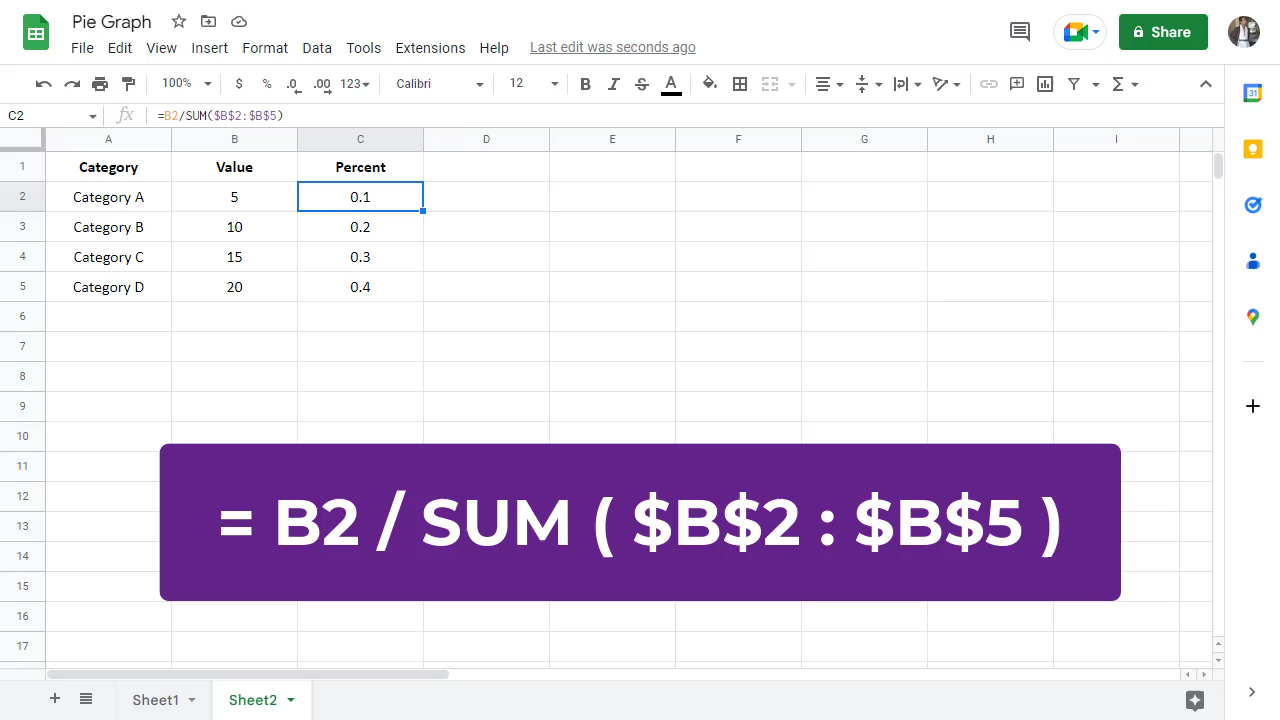 Pie Graph
File Edit View Insert Format Data Tools Extensions Help Last edit was seconds ago
Share
100% $ % .0 .00 123 Calibri 12 B I S A Σ
31
C2 fx =B2/SUM($B$2:$B$5)
A B C D E F G H I
1 Category Value Percent
2 Category A 5 0.1
3 Category B 10 0.2
4 Category C 15 0.3
5 Category D 20 0.4
6
7
8
9
10
11
12
= B2 / SUM ( $B$2 : $B$5 )
13
14
15
16
17
Sheet1 Sheet2